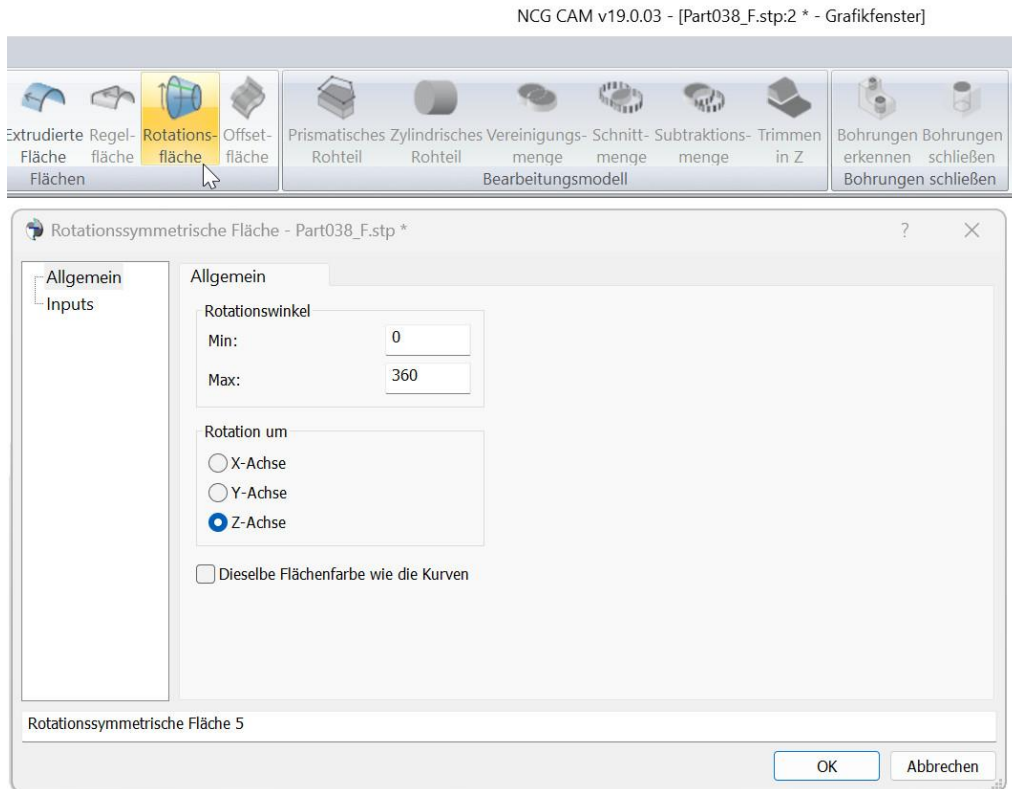 NCG CAM v19.0.03 - [Part038_F.stp:2 * - Grafikfenster]
Extrudierte Regel- Rotations- Offset- Prismatisches Zylindrisches Vereinigungs- Schnitt- Subtraktions- Trimmen Bohrungen Bohrungen
Fläche fläche fläche fläche Rohteil Rohteil menge menge menge in Z erkennen schließen
Flächen Bearbeitungsmodell Bohrungen schließen
Rotationssymmetrische Fläche - Part038_F.stp * ?
Allgemein
Inputs
Allgemein
Rotationswinkel
Min: 0
Max: 360
Rotation um
X-Achse
Y-Achse
Z-Achse
Dieselbe Flächenfarbe wie die Kurven
Rotationssymmetrische Fläche 5
OK Abbrechen